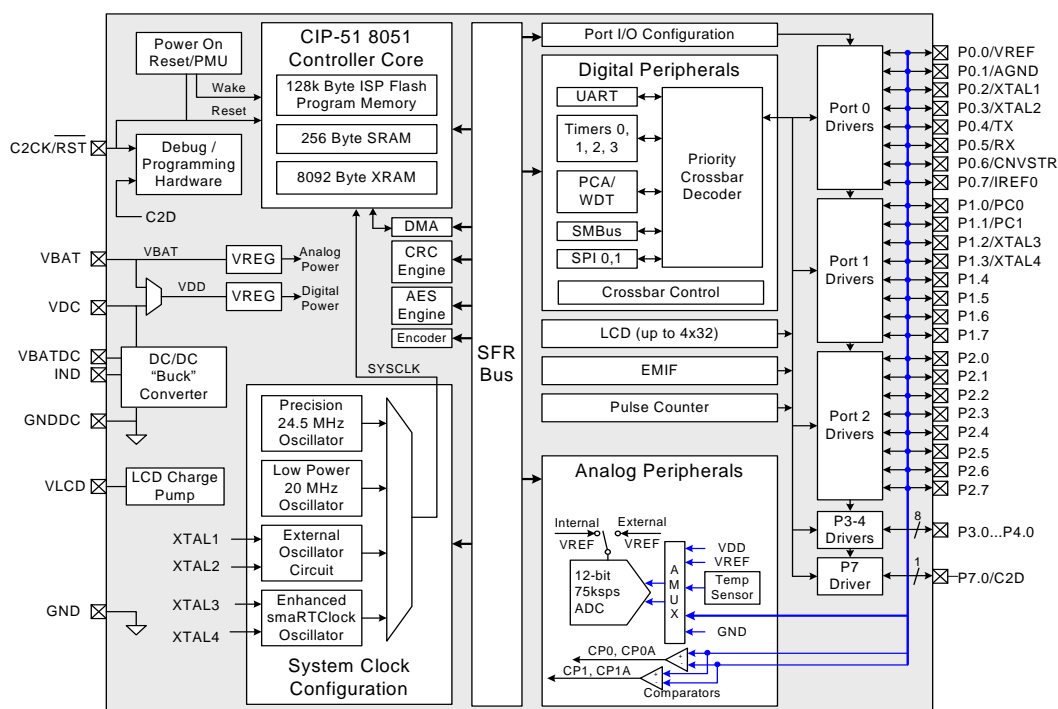 Power On
Reset/PMU
Wake
Reset
C2CK/RST
Debug /
Programming
Hardware
C2D
CIP-51 8051
Controller Core
128k Byte ISP Flash
Program Memory
256 Byte SRAM
8092 Byte XRAM
VBAT
VBAT
VREG
Analog
Power
VDD
VREG
Digital
Power
VDC
VBATDC
IND
DC/DC
"Buck"
Converter
GNDDC
VLCD
LCD Charge
Pump
GND
DMA
CRC
Engine
AES
Engine
Encoder
SYSCLK
Precision
24.5 MHz
Oscillator
Low Power
20 MHz
Oscillator
XTAL1
XTAL2
External
Oscillator
Circuit
XTAL3
XTAL4
Enhanced
smaRTClock
Oscillator
System Clock
Configuration
SFR
Bus
Port I/O Configuration
Digital Peripherals
UART
Timers 0,
1, 2, 3
PCA/
WDT
SMBus
SPI 0,1
Priority
Crossbar
Decoder
Crossbar Control
LCD (up to 4x32)
EMIF
Pulse Counter
Analog Peripherals
Internal
VREF
External
VREF
12-bit
75ksps
ADC
A
M
U
X
VDD
VREF
Temp
Sensor
GND
CP0, CP0A
+
-
CP1, CP1A
+
-
Comparators
Port 0
Drivers
Port 1
Drivers
Port 2
Drivers
P3-4
Drivers
P7
Driver
8
1
P0.0/VREF
P0.1/AGND
P0.2/XTAL1
P0.3/XTAL2
P0.4/TX
P0.5/RX
P0.6/CNVSTR
P0.7/IREF0
P1.0/PC0
P1.1/PC1
P1.2/XTAL3
P1.3/XTAL4
P1.4
P1.5
P1.6
P1.7
P2.0
P2.1
P2.2
P2.3
P2.4
P2.5
P2.6
P2.7
P3.0...P4.0
P7.0/C2D